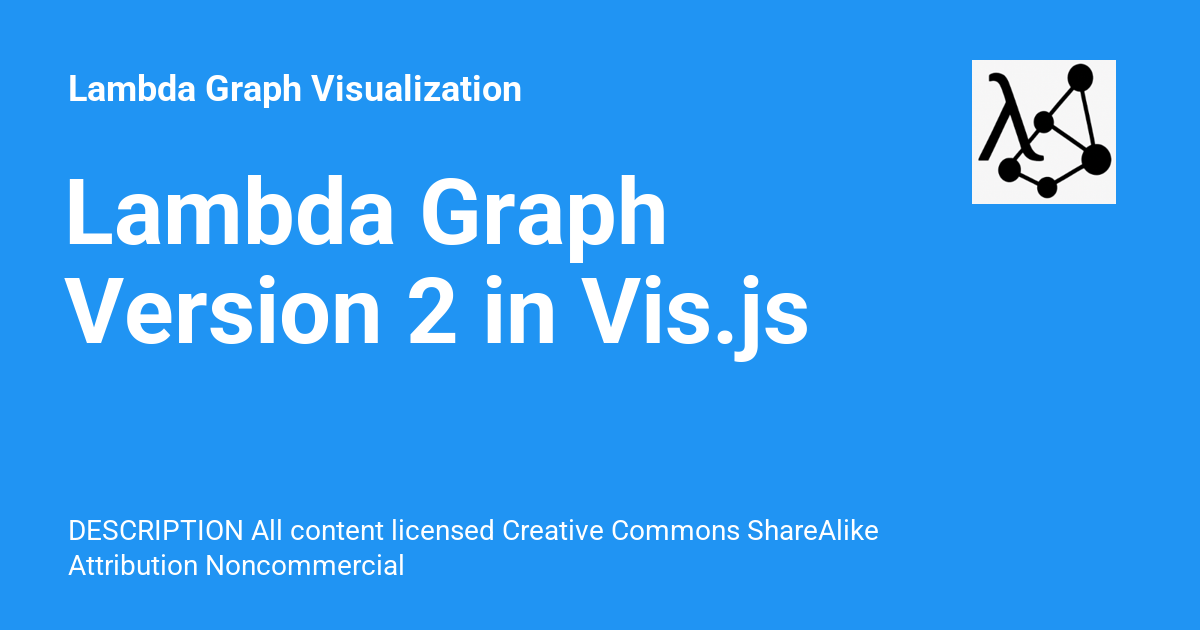 Lambda Graph Visualization
Lambda Graph
Version 2 in Vis.js
λ
DESCRIPTION All content licensed Creative Commons ShareAlike
Attribution Noncommercial